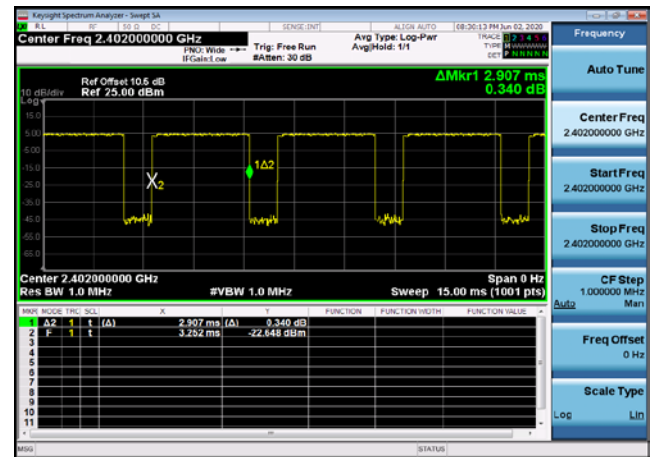 Keysight Spectrum Analyzer - Swept SA
RL RF 50 Ω DC SENSE:INT ALIGN AUTO 08:30:13 PM Jun 02, 2020
Center Freq 2.402000000 GHz
PNO: Wide
IFGain:Low
Trig: Free Run
#Atten: 30 dB
Avg Type: Log-Pwr
Avg|Hold: 1/1
TRACE 1 2 3 4 5 6
TYPE M WWWWW
DET P N N N N N
Ref Offset 10.5 dB
Ref 25.00 dBm
ΔMkr1 2.907 ms
0.340 dB
10 dB/div
Log
15.0
5.00
-5.00
-15.0
-25.0
-35.0
-45.0
-55.0
-65.0
X2
1Δ2
Center 2.402000000 GHz Span 0 Hz
Res BW 1.0 MHz #VBW 1.0 MHz Sweep 15.00 ms (1001 pts)
MKR MODE TRC SCL X Y FUNCTION FUNCTION WIDTH FUNCTION VALUE
1 Δ2 1 t (Δ) 2.907 ms (Δ) 0.340 dB
2 F 1 t 3.252 ms -22.648 dBm
3
4
5
6
7
8
9
10
11
MSG STATUS
Frequency
Auto Tune
Center Freq
2.402000000 GHz
Start Freq
2.402000000 GHz
Stop Freq
2.402000000 GHz
CF Step
1.000000 MHz
Auto Man
Freq Offset
0 Hz
Scale Type
Log Lin